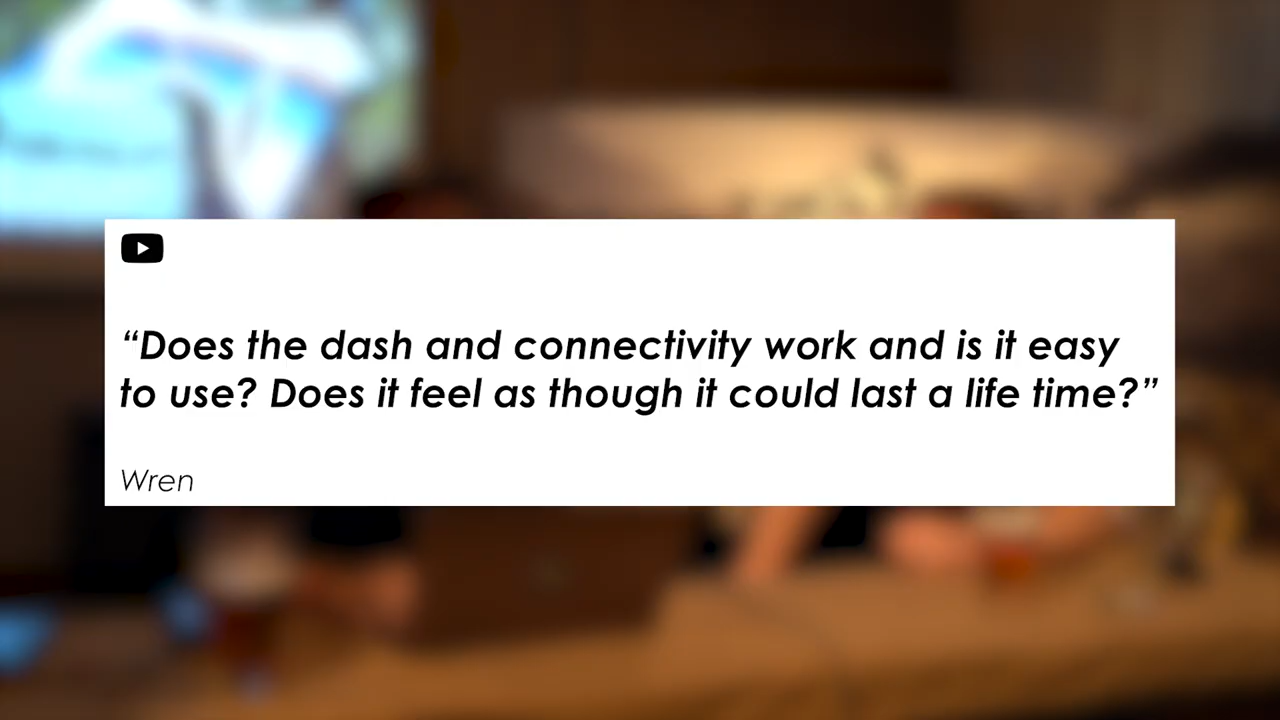 “Does the dash and connectivity work and is it easy
to use? Does it feel as though it could last a life time?”
Wren